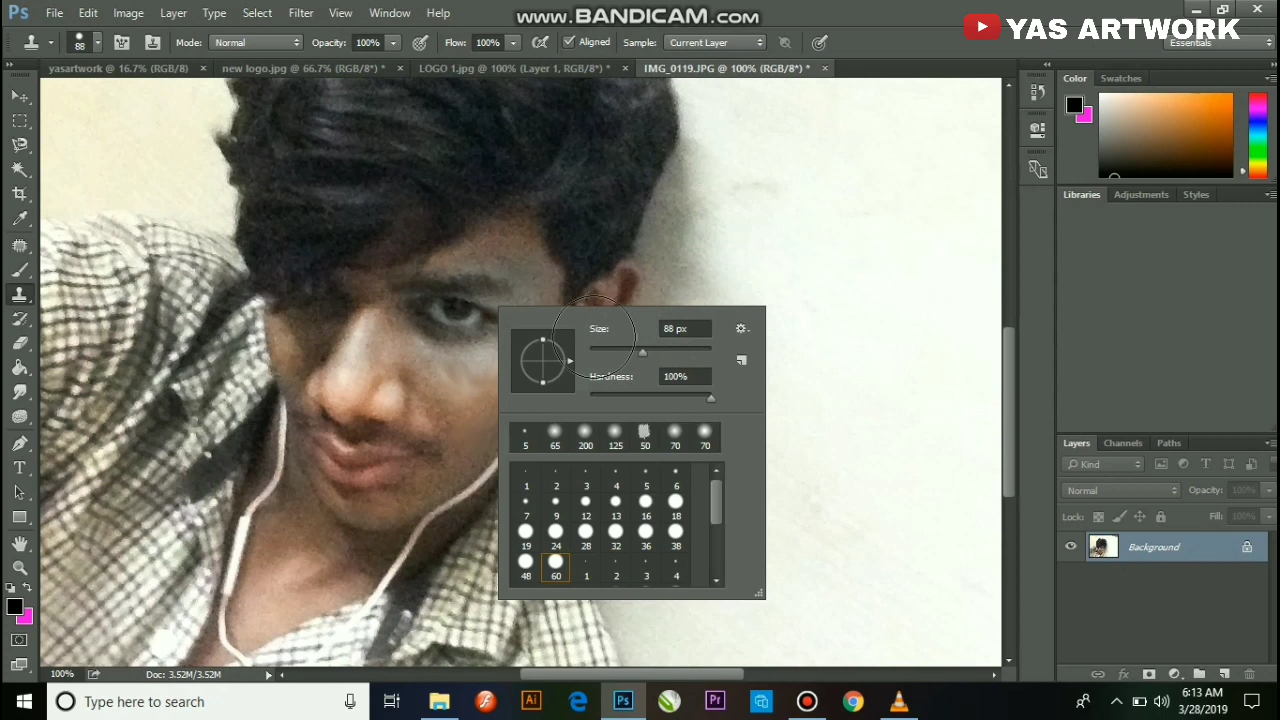 Ps File Edit Image Layer Type Select Filter View Window Help
www.BANDICAM.com
YAS ARTWORK
88 Mode: Normal Opacity: 100% Flow: 100% Aligned Sample: Current Layer
Essentials
yasartwork @ 16.7% (RGB/8) × new logo.jpg @ 66.7% (RGB/8) * × LOGO 1.jpg @ 100% (Layer 1, RGB/8) * × IMG_0119.JPG @ 100% (RGB/8*) * ×
Color Swatches
Libraries Adjustments Styles
Size: 88 px
Hardness: 100%
5 65 200 125 50 70 70
1 2 3 4 5 6
7 9 12 13 16 18
19 24 28 32 36 38
48 60 1 2 3 4
Layers Channels Paths
Kind
Normal Opacity: 100%
Lock: Fill: 100%
Background
100% Doc: 3.52M/3.52M
Type here to search
Ai Ps Pr
6:13 AM
3/28/2019